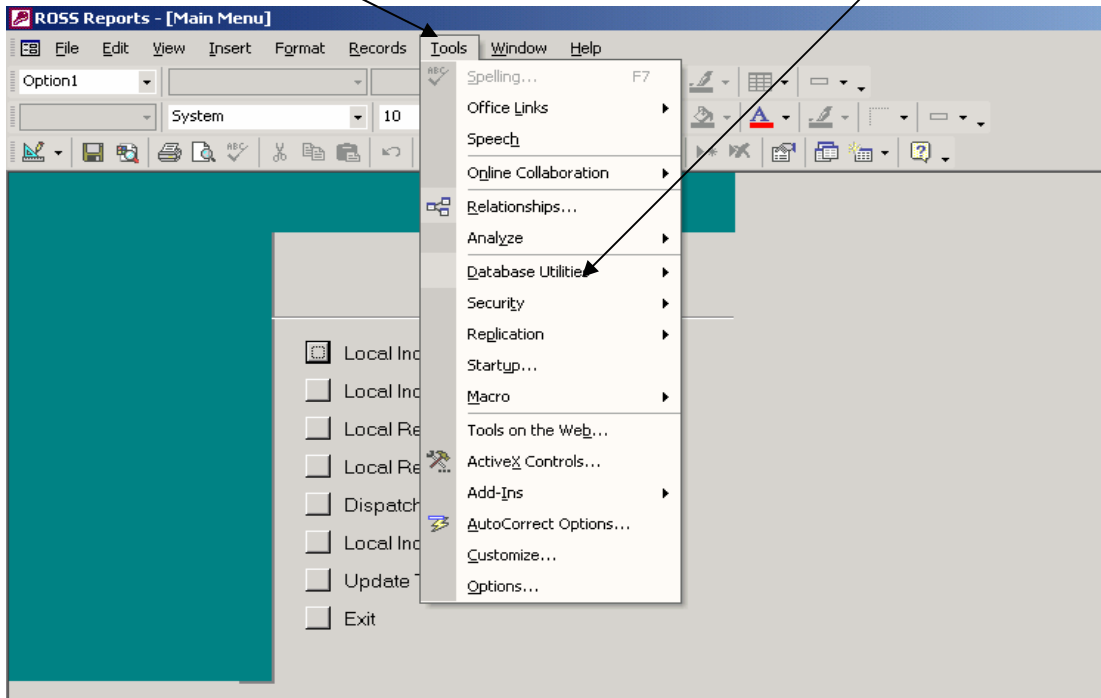 ROSS Reports - [Main Menu]
File Edit View Insert Format Records Tools Window Help
Option1
System 10
Spelling... F7
Office Links
Speech
Online Collaboration
Relationships...
Analyze
Database Utilities
Security
Replication
Startup...
Macro
Tools on the Web...
ActiveX Controls...
Add-Ins
AutoCorrect Options...
Customize...
Options...
Local Inc
Local Inc
Local Re
Local Re
Dispatch
Local Inc
Update T
Exit